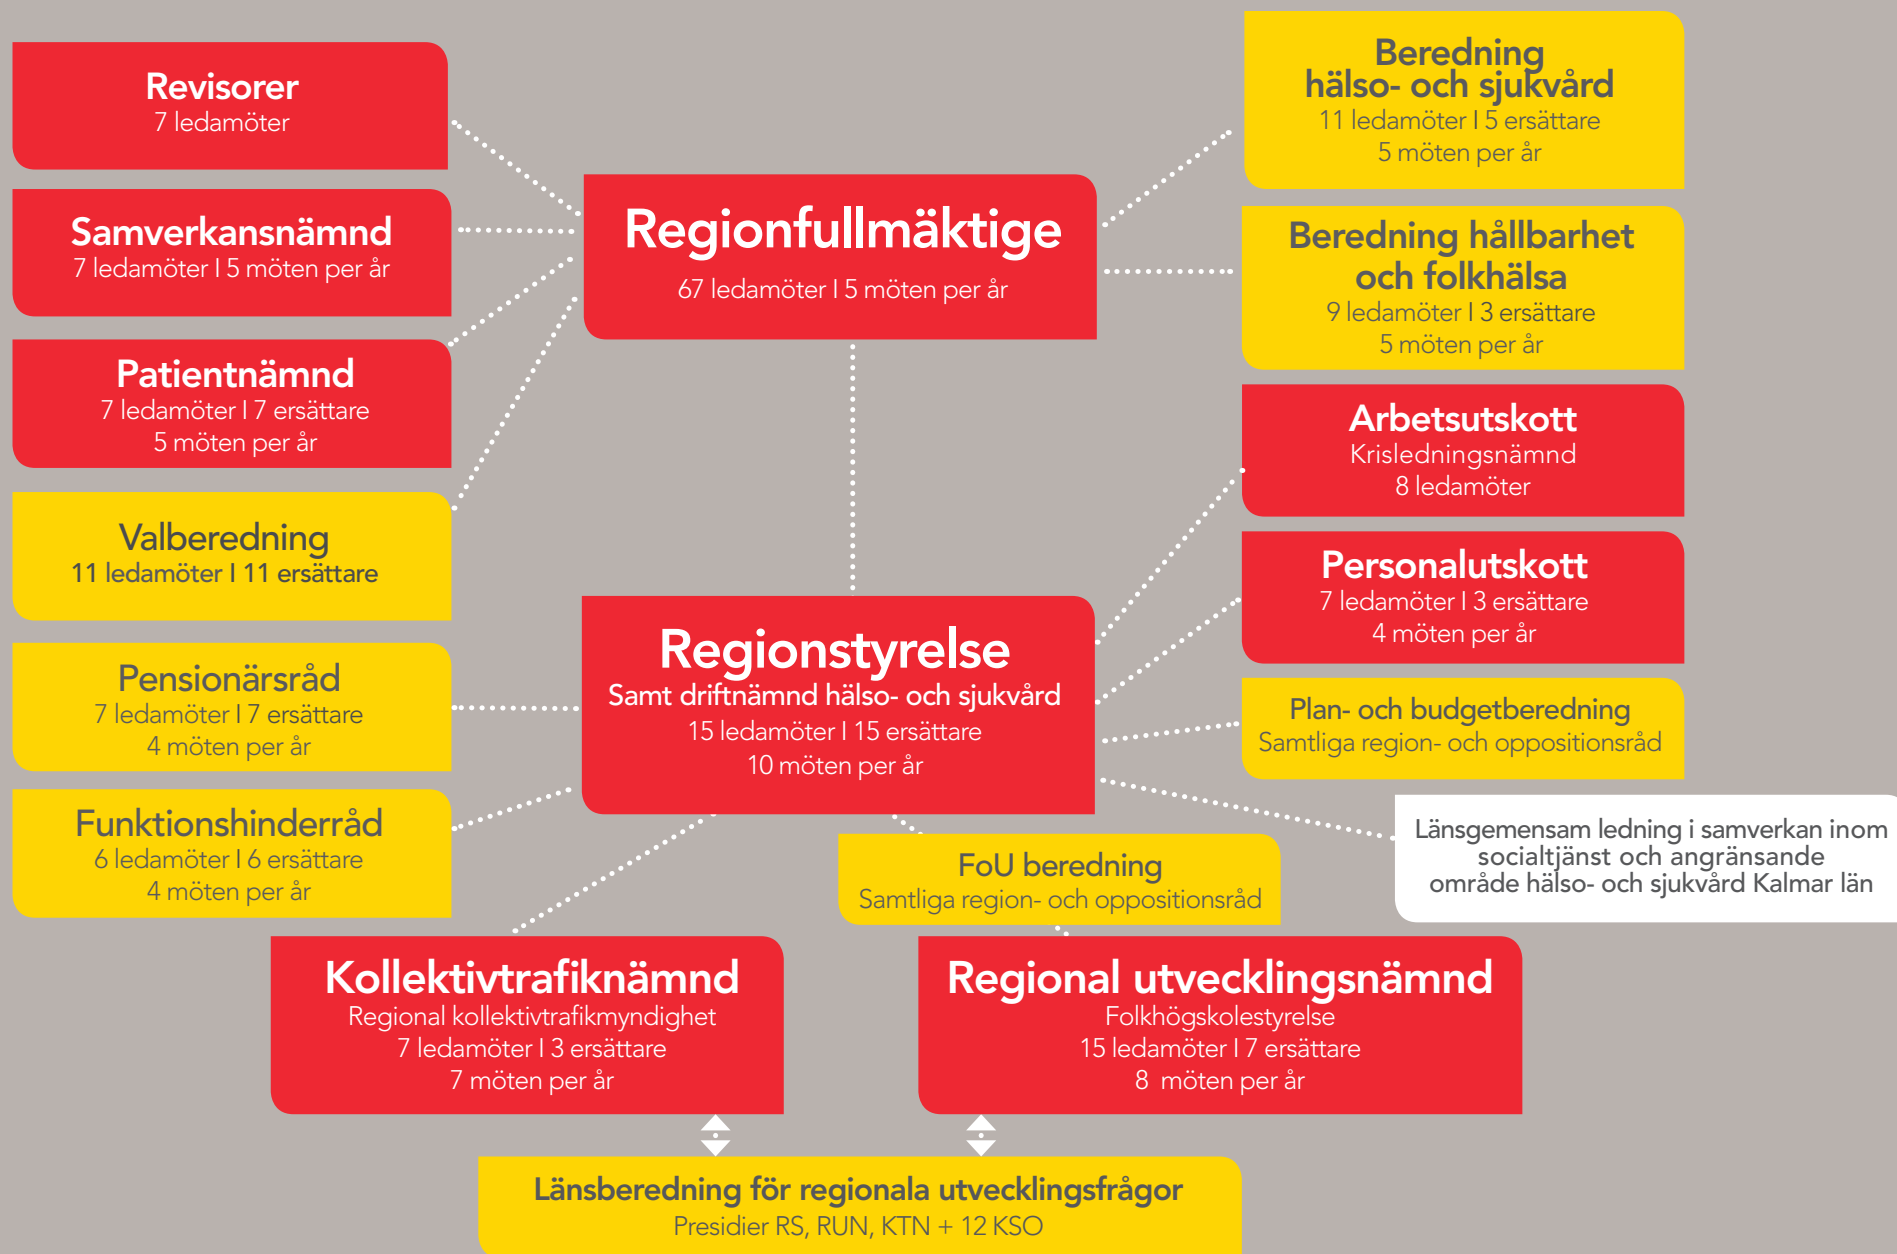 Revisorer
7 ledamöter
Samverkansnämnd
7 ledamöter I 5 möten per år
Patientnämnd
7 ledamöter I 7 ersättare
5 möten per år
Valberedning
11 ledamöter I 11 ersättare
Pensionärsråd
7 ledamöter I 7 ersättare
4 möten per år
Funktionshinderråd
6 ledamöter I 6 ersättare
4 möten per år
Regionfullmäktige
67 ledamöter I 5 möten per år
Regionstyrelse
Samt driftnämnd hälso- och sjukvård
15 ledamöter I 15 ersättare
10 möten per år
Beredning
hälso- och sjukvård
11 ledamöter I 5 ersättare
5 möten per år
Beredning hållbarhet
och folkhälsa
9 ledamöter I 3 ersättare
5 möten per år
Arbetsutskott
Krisledningsnämnd
8 ledamöter
Personalutskott
7 ledamöter I 3 ersättare
4 möten per år
Plan- och budgetberedning
Samtliga region- och oppositionsråd
Länsgemensam ledning i samverkan inom
socialtjänst och angränsande
område hälso- och sjukvård Kalmar län
FoU beredning
Samtliga region- och oppositionsråd
Kollektivtrafiknämnd
Regional kollektivtrafikmyndighet
7 ledamöter I 3 ersättare
7 möten per år
Regional utvecklingsnämnd
Folkhögskolestyrelse
15 ledamöter I 7 ersättare
8 möten per år
Länsberedning för regionala utvecklingsfrågor
Presidier RS, RUN, KTN + 12 KSO